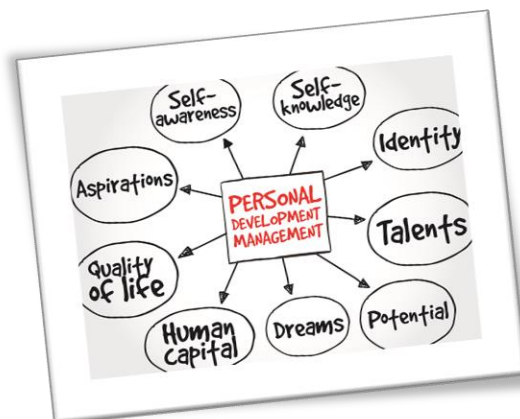 Self-
awareness
Self-
knowledge
Identity
Aspirations
PERSONAL
DEVELOPMENT
MANAGEMENT
Talents
Quality
of life
Human
capital
Dreams
Potential